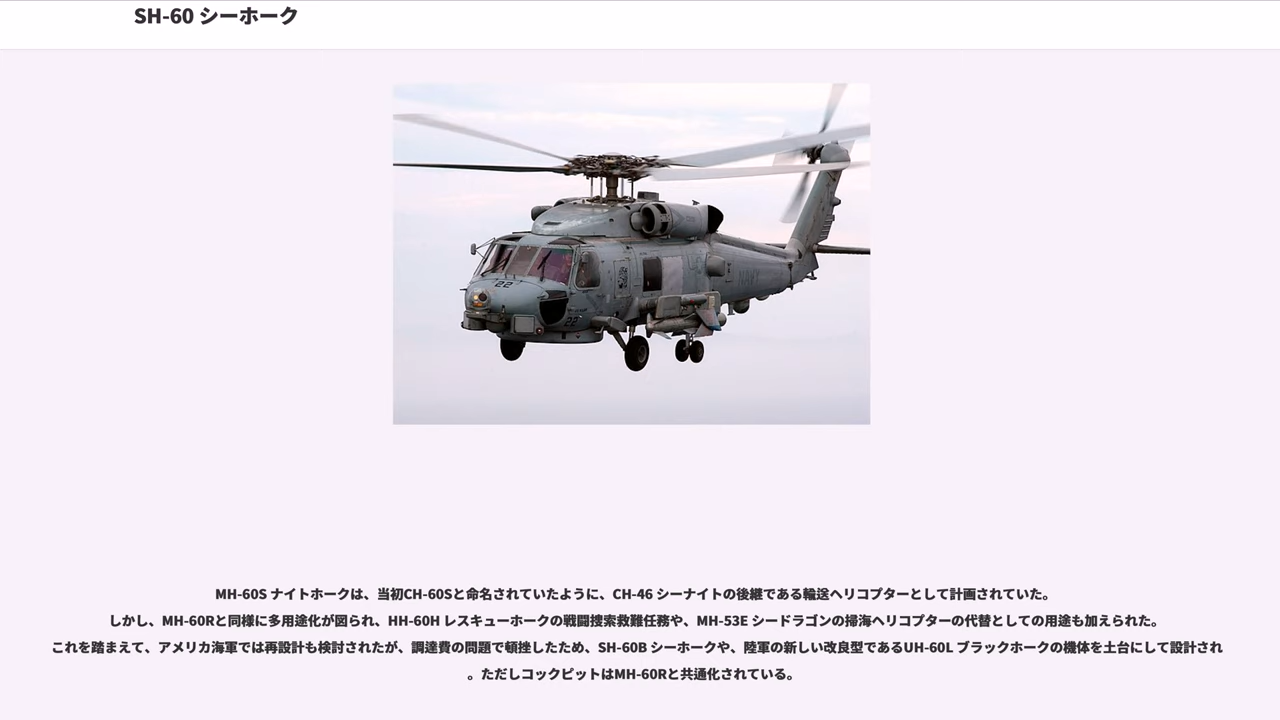 SH-60 シーホーク
22
22
MH-60S ナイトホークは、当初CH-60Sと命名されていたように、CH-46 シーナイトの後継である輸送ヘリコプターとして計画されていた。
しかし、MH-60Rと同様に多用途化が図られ、HH-60H レスキューホークの戦闘捜索救難任務や、MH-53E シードラゴンの掃海ヘリコプターの代替としての用途も加えられた。
これを踏まえて、アメリカ海軍では再設計も検討されたが、調達費の問題で頓挫したため、SH-60B シーホークや、陸軍の新しい改良型であるUH-60L ブラックホークの機体を土台にして設計され
。ただしコックピットはMH-60Rと共通化されている。